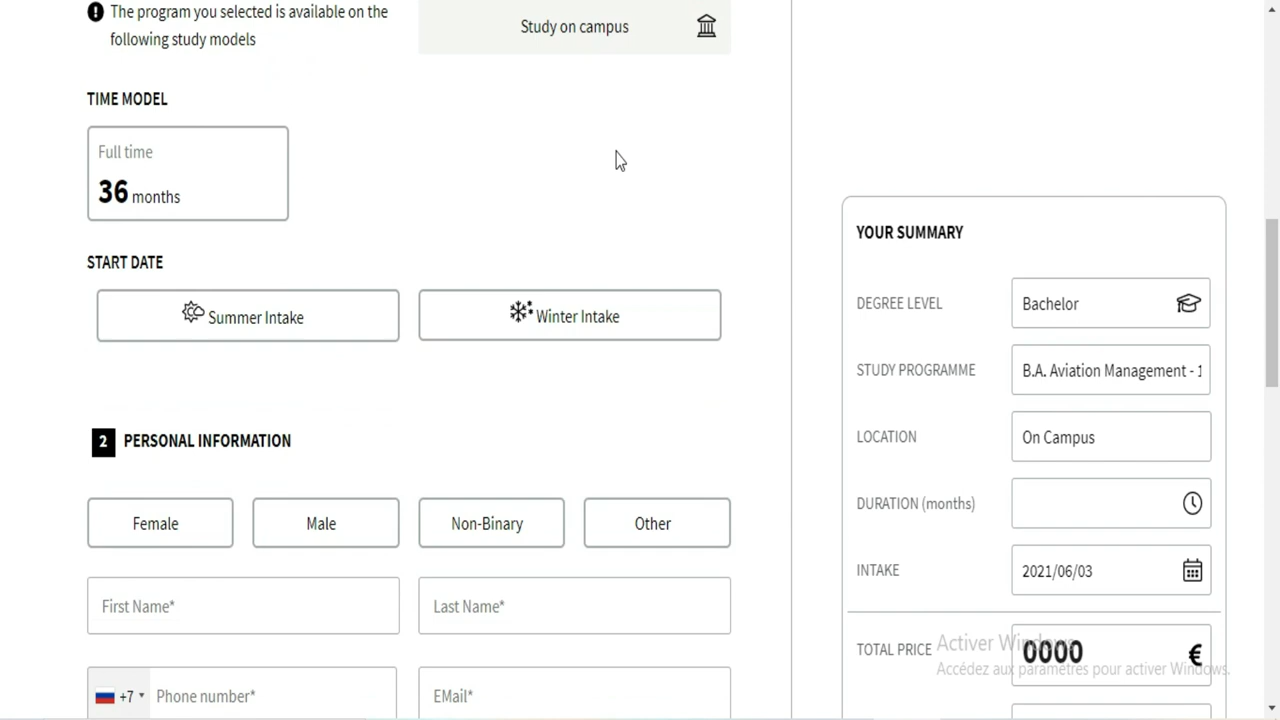 The program you selected is available on the
following study models
Study on campus
TIME MODEL
Full time
36 months
START DATE
Summer Intake
Winter Intake
2 PERSONAL INFORMATION
Female
Male
Non-Binary
Other
First Name*
Last Name*
+7
Phone number*
EMail*
YOUR SUMMARY
DEGREE LEVEL
Bachelor
STUDY PROGRAMME
B.A. Aviation Management - 1
LOCATION
On Campus
DURATION (months)
INTAKE
2021/06/03
TOTAL PRICE
0000 €
Activer Windows
Accédez aux paramètres pour activer Windows.